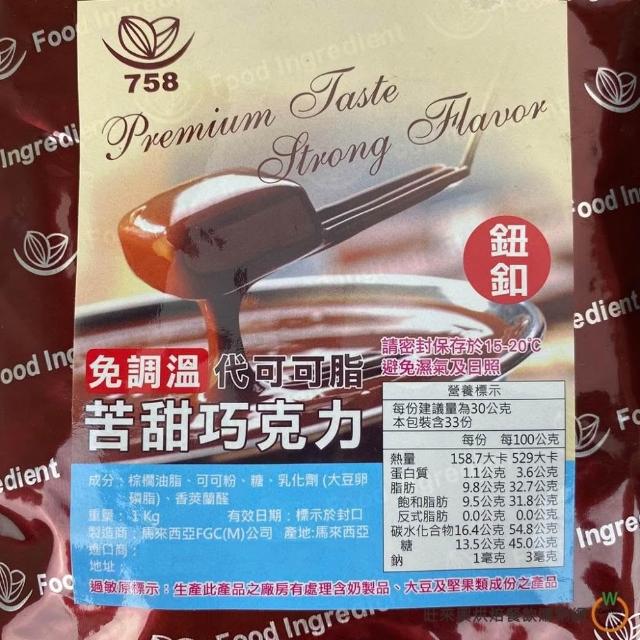 Food Ingredient
758
Food Ingredient
Premium Taste
Strong Flavor
鈕
釦
免調溫 代可可脂
苦甜巧克力
請密封保存於15-20℃
避免濕氣及日照
營養標示
每份建議量為30公克
本包裝含33份
每份 每100公克
熱量 158.7大卡 529大卡
蛋白質 1.1公克 3.6公克
脂肪 9.8公克 32.7公克
飽和脂肪 9.5公克 31.8公克
反式脂肪 0.0公克 0.0公克
碳水化合物 16.4公克 54.8公克
糖 13.5公克 45.0公克
鈉 1毫克 3毫克
成分：棕櫚油脂、可可粉、糖、乳化劑 (大豆卵
磷脂)、香莢蘭醛
重量： 1 Kg 有效日期：標示於封口
製造商：馬來西亞FGC(M)公司 產地:馬來西亞
進口商：
地址：
過敏原標示：生產此產品之廠房有處理含奶製品、大豆及堅果類成份之產品